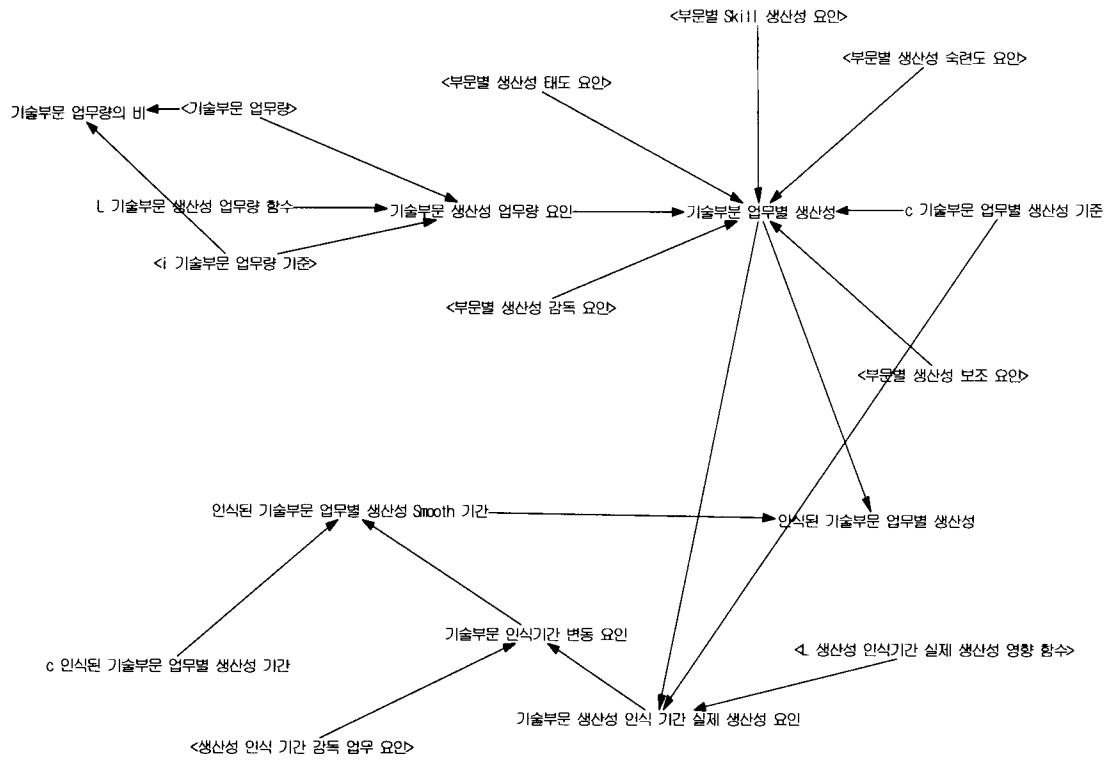 <부문별 Skill 생산성 요인>
<부문별 생산성 숙련도 요인>
<부문별 생산성 태도 요인>
기술부문 업무량의 비
<기술부문 업무량>
L 기술부문 생산성 업무량 함수
기술부문 생산성 업무량 요인
기술부분 업무별 생산성
c 기술부문 업무별 생산성 기준
<i 기술부문 업무량 기준>
<부문별 생산성 감독 요인>
<부문별 생산성 보조 요인>
인식된 기술부문 업무별 생산성 Smooth 기간
인식된 기술부문 업무별 생산성
기술부문 인식기간 변동 요인
<L 생산성 인식기간 실제 생산성 영향 함수>
c 인식된 기술부문 업무별 생산성 기간
기술부문 생산성 인식 기간 실제 생산성 요인
<생산성 인식 기간 감독 업무 요인>